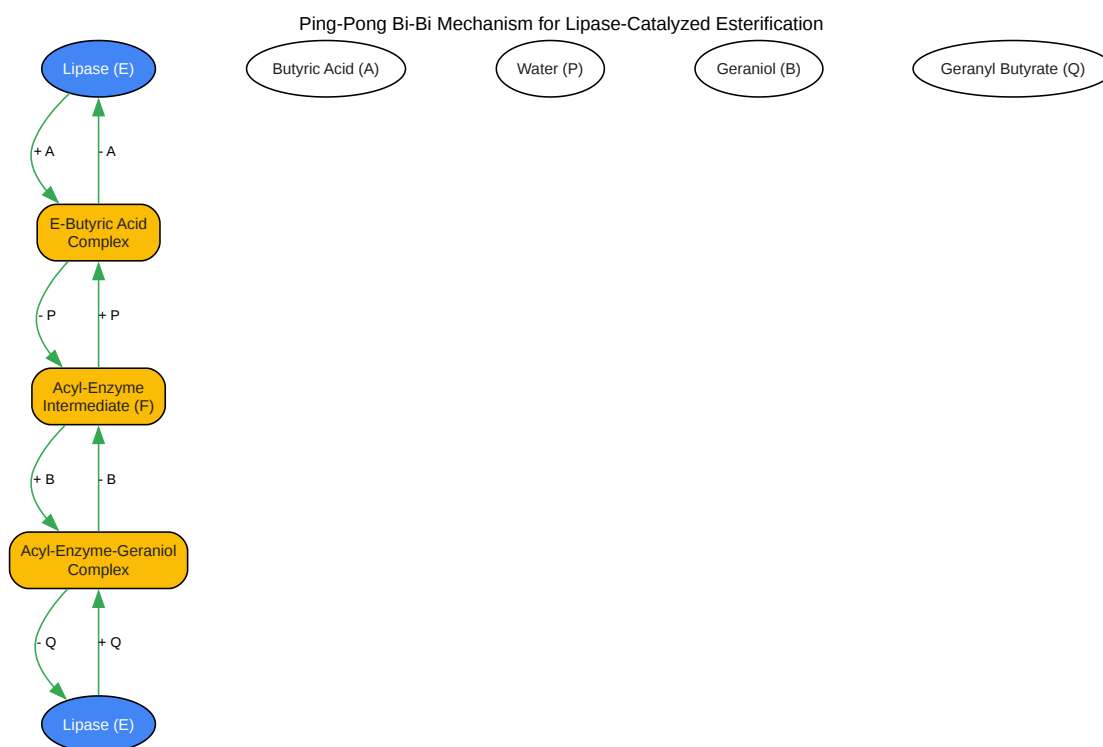 Ping-Pong Bi-Bi Mechanism for Lipase-Catalyzed Esterification
Lipase (E)
Butyric Acid (A)
Water (P)
Geraniol (B)
Geranyl Butyrate (Q)
+ A
- A
E-Butyric Acid
Complex
- P
+ P
Acyl-Enzyme
Intermediate (F)
+ B
- B
Acyl-Enzyme-Geraniol
Complex
- Q
+ Q
Lipase (E)